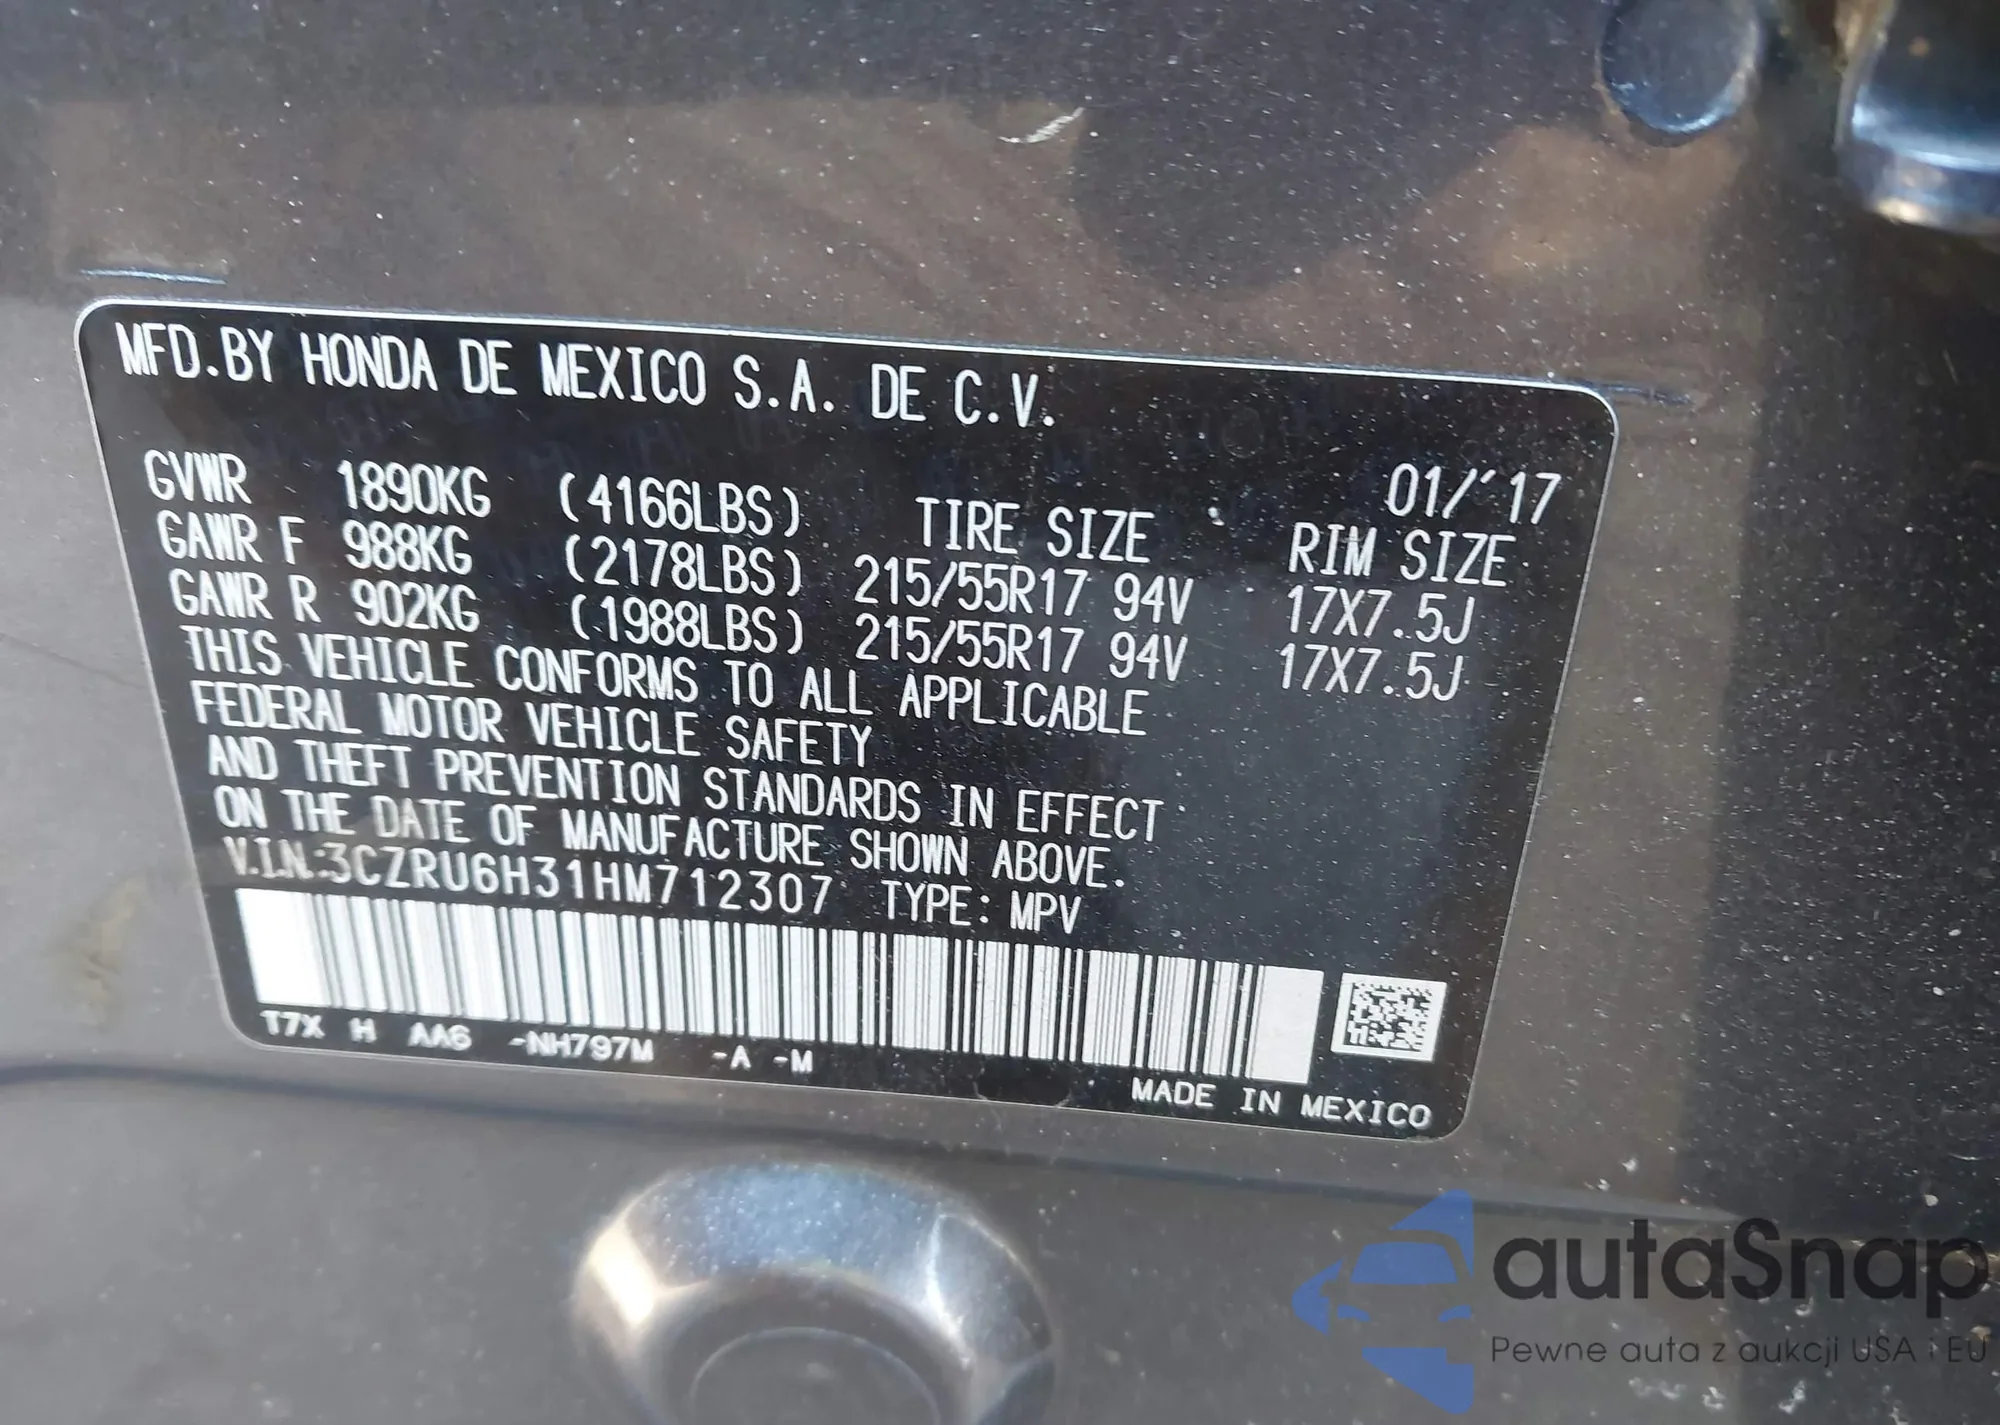 MFD.BY HONDA DE MEXICO S.A. DE C.V.
01/'17
GVWR 1890KG (4166LBS) TIRE SIZE RIM SIZE
GAWR F 988KG (2178LBS) 215/55R17 94V 17X7.5J
GAWR R 902KG (1988LBS) 215/55R17 94V 17X7.5J
THIS VEHICLE CONFORMS TO ALL APPLICABLE
FEDERAL MOTOR VEHICLE SAFETY
AND THEFT PREVENTION STANDARDS IN EFFECT
ON THE DATE OF MANUFACTURE SHOWN ABOVE.
V.I.N.:3CZRU6H31HM712307 TYPE: MPV
T7X H AA6 -NH797M -A -M
MADE IN MEXICO
autaSnap
Pewne auta z aukcji USA i EU